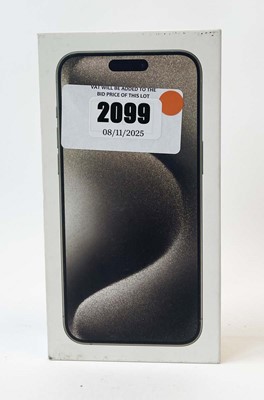 VAT WILL BE ADDED TO THE
BID PRICE OF THIS LOT
2099
08/11/2025